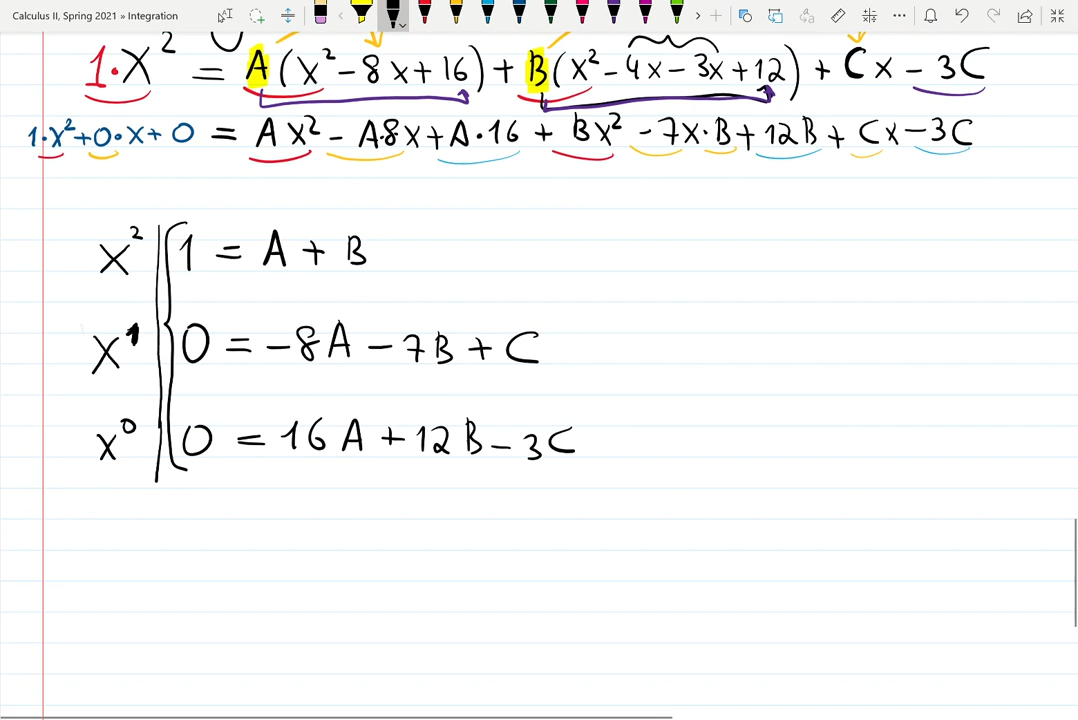 Calculus II, Spring 2021 » Integration
1·X² = A(x²-8x+16)+B(x²-4x-3x+12)+Cx-3C
1·x²+0·x+0 = Ax²-A8x+A·16+Bx²-7x·B+12B+Cx-3C
x² 1 = A + B
x¹ 0 = -8A - 7B + C
x⁰ 0 = 16A + 12B - 3C